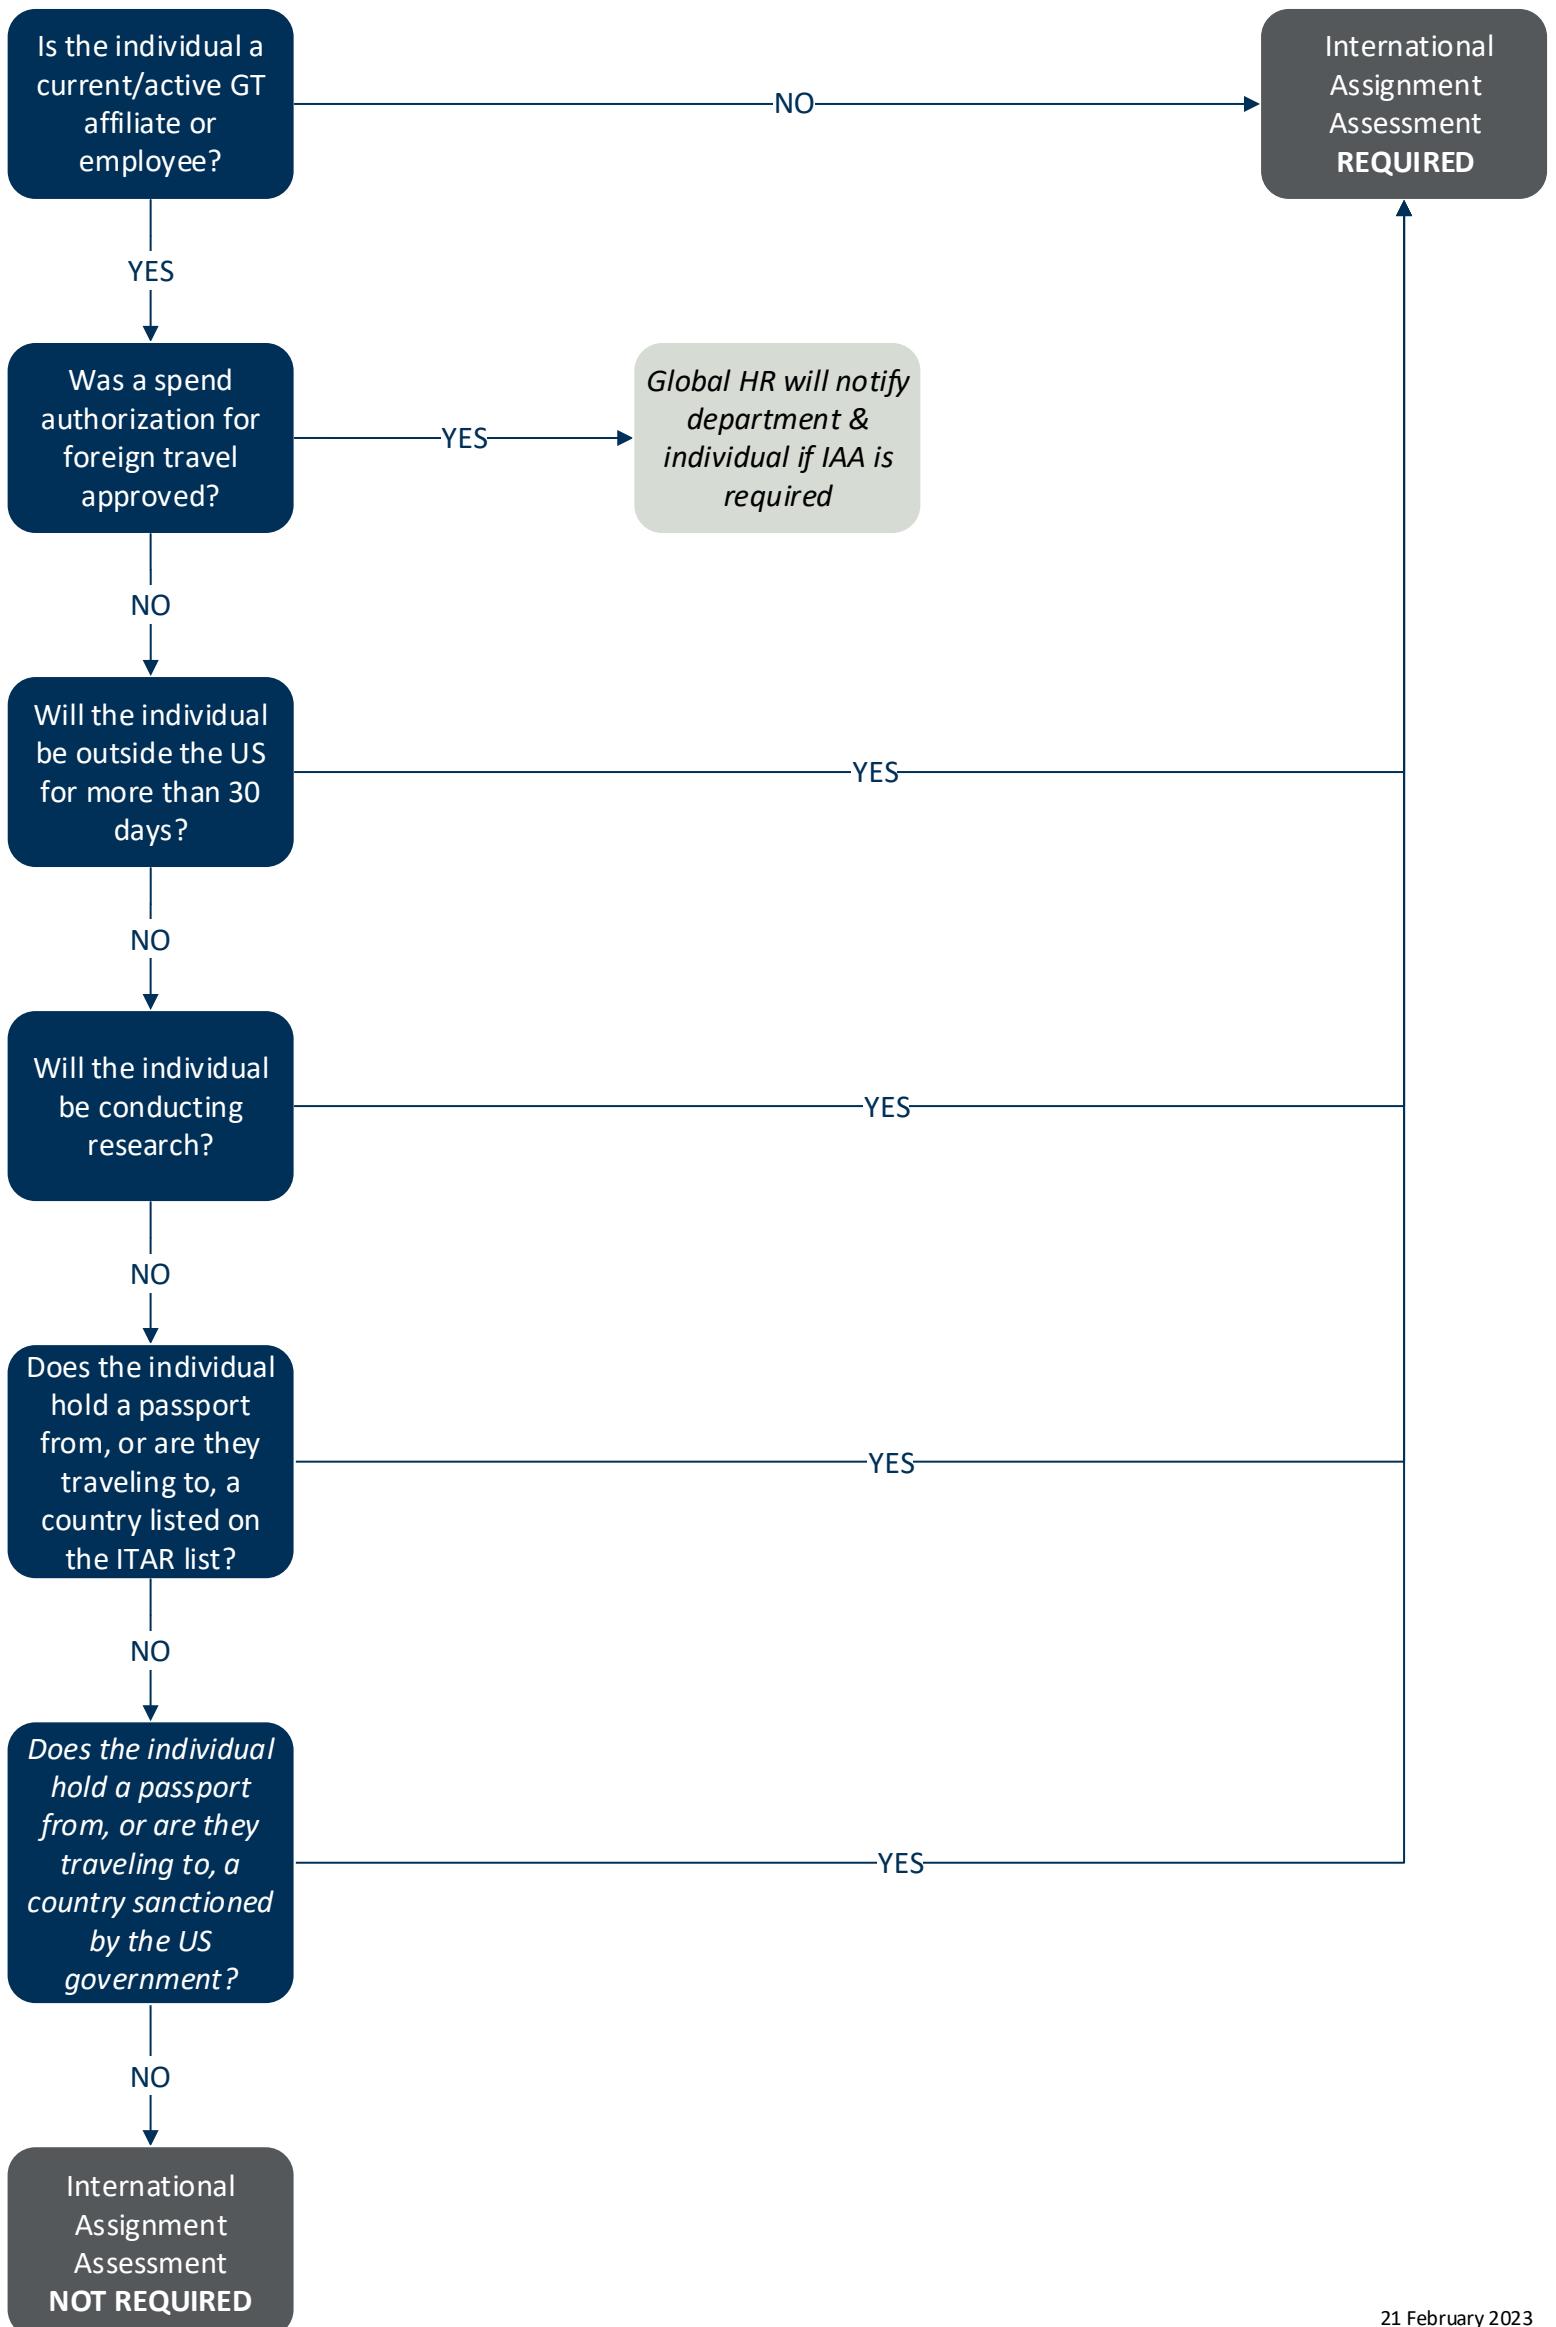 Is the individual a
current/active GT
affiliate or
employee?
NO
International
Assignment
Assessment
REQUIRED
YES
Was a spend
authorization for
foreign travel
approved?
YES
Global HR will notify
department &
individual if IAA is
required
NO
Will the individual
be outside the US
for more than 30
days?
YES
NO
Will the individual
be conducting
research?
YES
NO
Does the individual
hold a passport
from, or are they
traveling to, a
country listed on
the ITAR list?
YES
NO
Does the individual
hold a passport
from, or are they
traveling to, a
country sanctioned
by the US
government?
YES
NO
International
Assignment
Assessment
NOT REQUIRED
21 February 2023